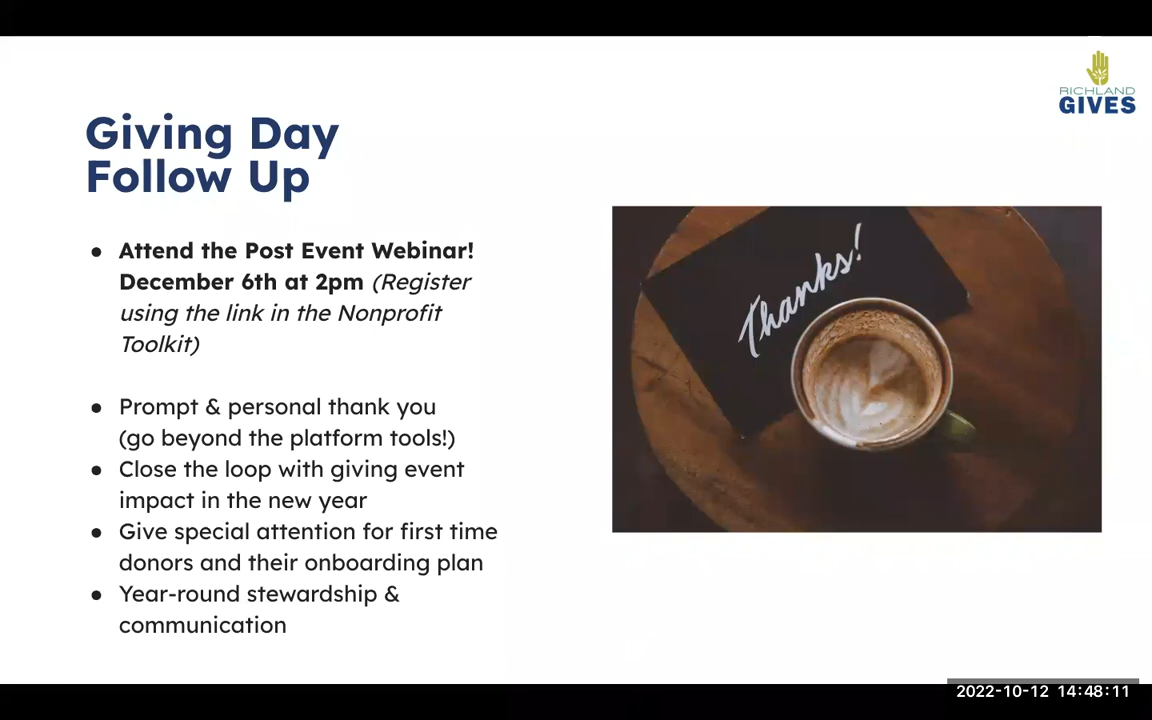 RICHLAND
GIVES
Giving Day
Follow Up
● Attend the Post Event Webinar!
December 6th at 2pm (Register
using the link in the Nonprofit
Toolkit)
● Prompt & personal thank you
(go beyond the platform tools!)
● Close the loop with giving event
impact in the new year
● Give special attention for first time
donors and their onboarding plan
● Year-round stewardship &
communication
Thanks!
2022-10-12 14:48:11